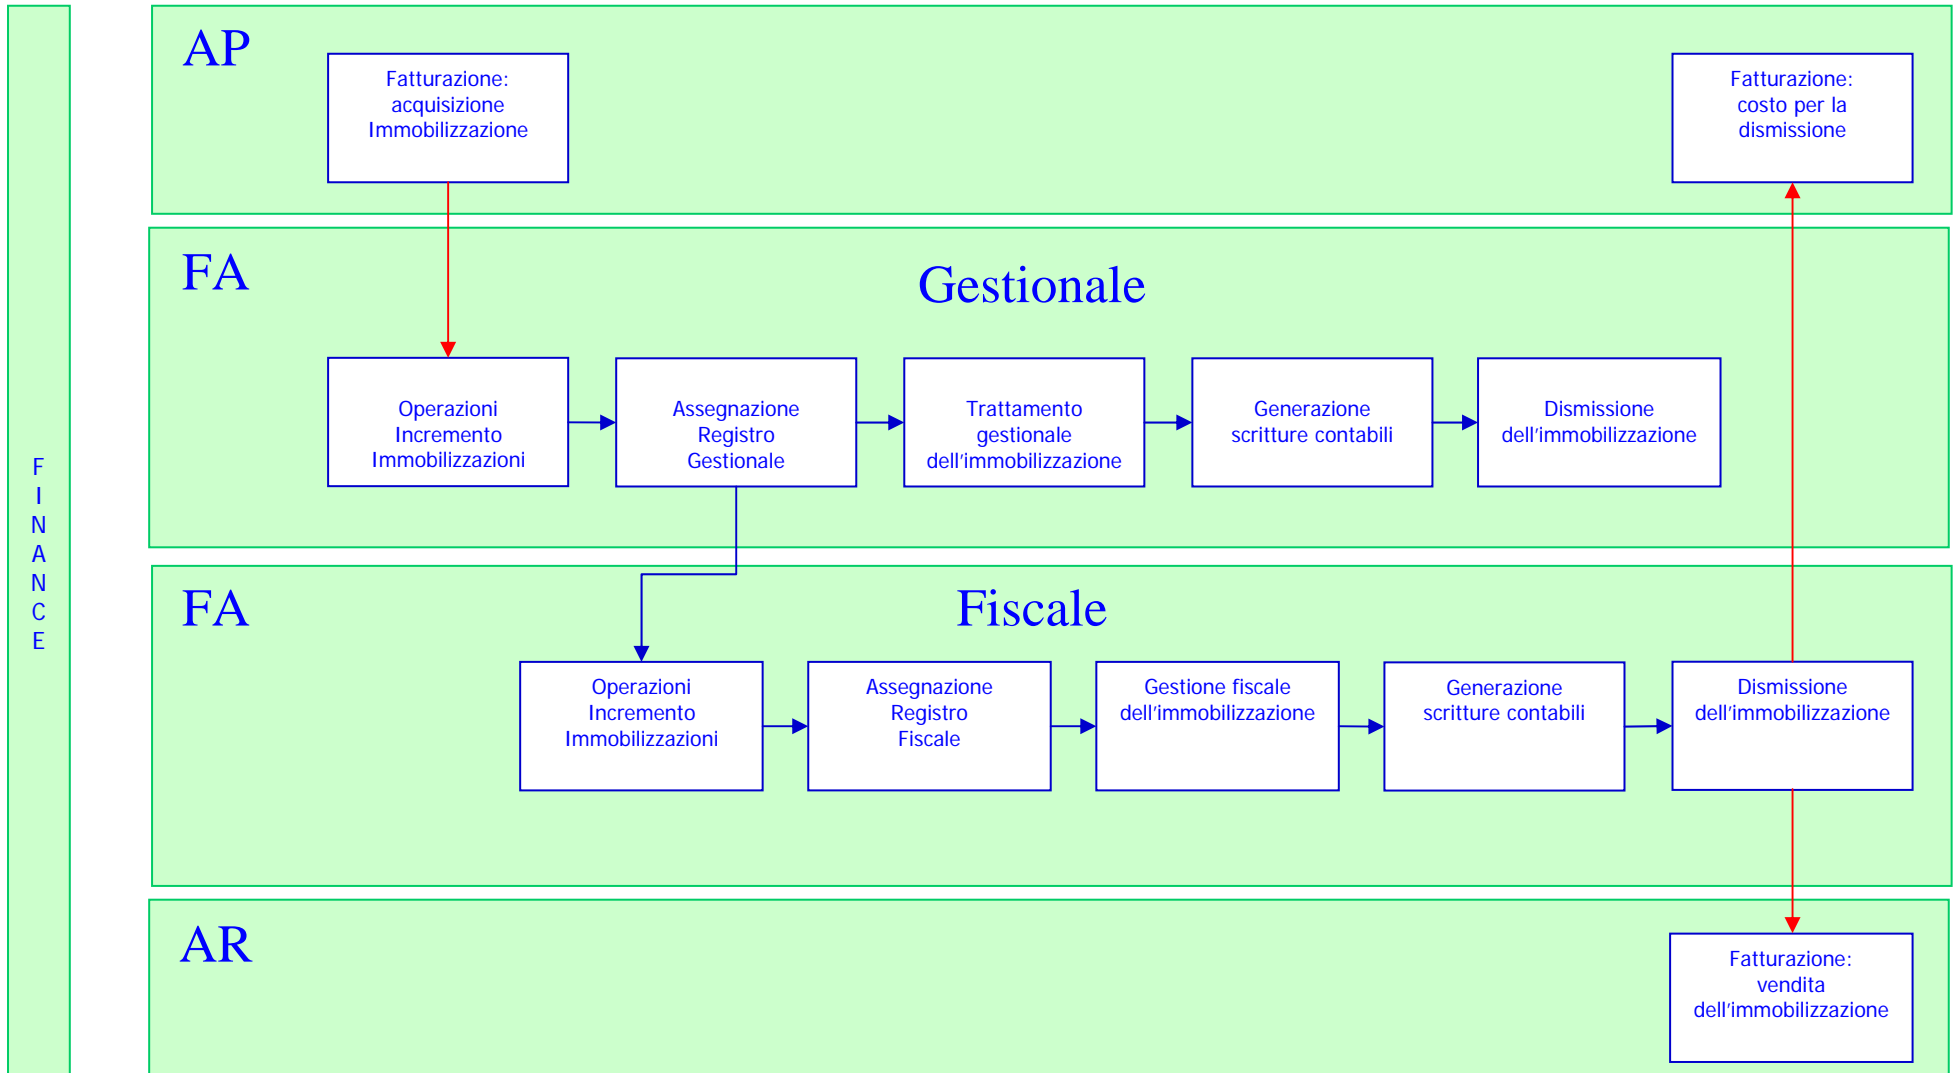 F
I
N
A
N
C
E
AP
Fatturazione:
acquisizione
Immobilizzazione
Fatturazione:
costo per la
dismissione
FA
Gestionale
Operazioni
Incremento
Immobilizzazioni
Assegnazione
Registro
Gestionale
Trattamento
gestionale
dell'immobilizzazione
Generazione
scritture contabili
Dismissione
dell'immobilizzazione
FA
Fiscale
Operazioni
Incremento
Immobilizzazioni
Assegnazione
Registro
Fiscale
Gestione fiscale
dell'immobilizzazione
Generazione
scritture contabili
Dismissione
dell'immobilizzazione
AR
Fatturazione:
vendita
dell'immobilizzazione